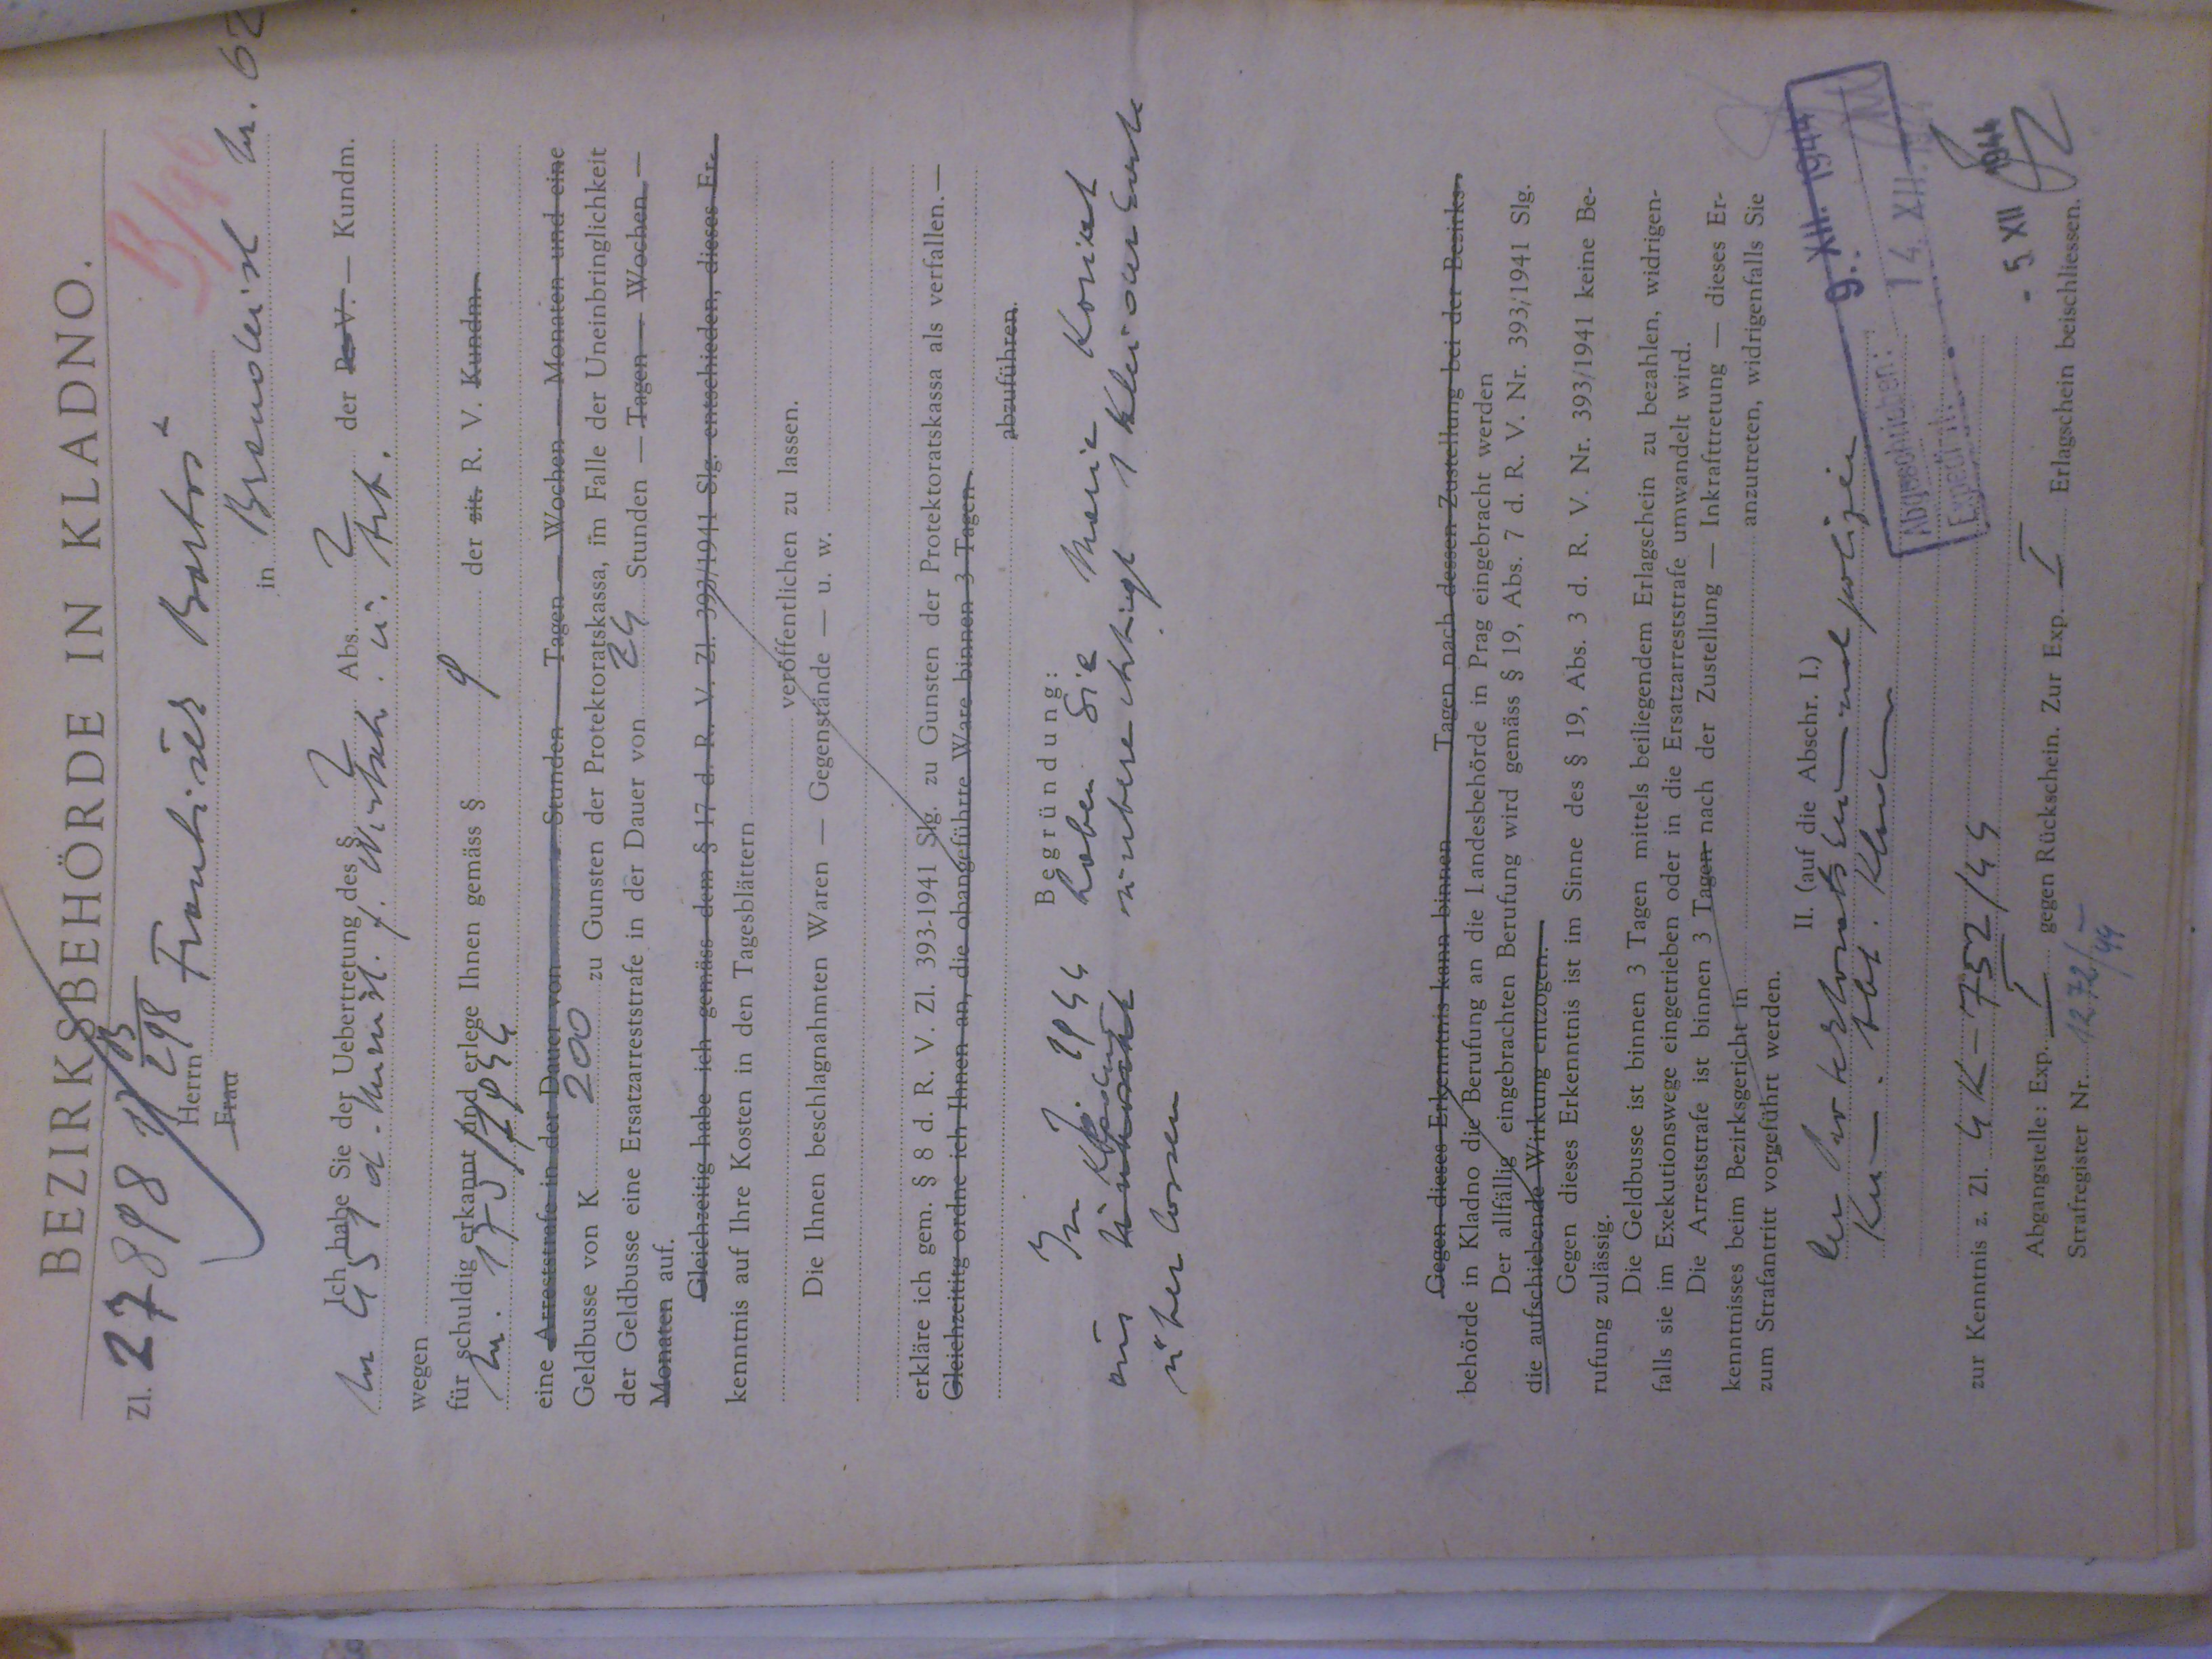 BEZIRKSBEHÖRDE IN KLADNO.
Zl. 27898 B/298
Herrn František Bartoš B/96
Frau
in Brandeisl Nr. 62
Ich habe Sie der Uebertretung des § 2 Abs. 2 der R. V. — Kundm.
Nr 451 d. Minist. f. Wirtsch. u. Arb.
wegen
für schuldig erkannt und erlege Ihnen gemäss § 9 der zit. R. V. Kundm.
Nr. 175/1944
eine Arreststrafe in der Dauer von Stunden — Tagen — Wochen — Monaten und eine
Geldbusse von K 200 zu Gunsten der Protektoratskassa, im Falle der Uneinbringlichkeit
der Geldbusse eine Ersatzarreststrafe in der Dauer von 24 Stunden — Tagen — Wochen —
Monaten auf.
Gleichzeitig habe ich gemäss dem § 17 d. R. V. Zl. 393/1941 Slg. entschieden, dieses Er-
kenntnis auf Ihre Kosten in den Tagesblättern
veröffentlichen zu lassen.
Die Ihnen beschlagnahmten Waren — Gegenstände — u. w.
erkläre ich gem. § 8 d. R. V. Zl. 393-1941 Slg. zu Gunsten der Protektoratskassa als verfallen.—
Gleichzeititg ordne ich Ihnen an, die obangeführte Ware binnen 3 Tagen
abzuführen.
Begründung:
Im J. 1944 haben Sie Marie
Kladno
aus unberechtigt 1 Kleiderkarte
überlassen
Gegen dieses Erkenntnis kann binnen Tagen nach dessen Zustellung bei der Bezirks-
behörde in Kladno die Berufung an die Landesbehörde in Prag eingebracht werden
Der allfällig eingebrachten Berufung wird gemäss § 19, Abs. 7 d. R. V. Nr. 393/1941 Slg.
die aufschiebende Wirkung entzogen.
Gegen dieses Erkenntnis ist im Sinne des § 19, Abs. 3 d. R. V. Nr. 393/1941 keine Be-
rufung zulässig.
Die Geldbusse ist binnen 3 Tagen mittels beiliegendem Erlagschein zu bezahlen, widrigen-
falls sie im Exekutionswege eingetrieben oder in die Ersatzarreststrafe umwandelt wird.
Die Arreststrafe ist binnen 3 Tagen nach der Zustellung — Inkrafttretung — dieses Er-
kenntnisses beim Bezirksgericht in anzutreten, widrigenfalls Sie
zum Strafantritt vorgeführt werden.
II. (auf die Abschr. I.)
Der Protektoratskriminalpolizei
Krim. Abt. Kladno
Abgeschrieben: 9. XII. 1944
Expediert: 14. XII. 1944
zur Kenntnis z. Zl. 4K-752/44
- 5. XII 1944
Abgangstelle: Exp. I gegen Rückschein. Zur Exp. I Erlagschein beischliessen.
Strafregister Nr. 1272/44